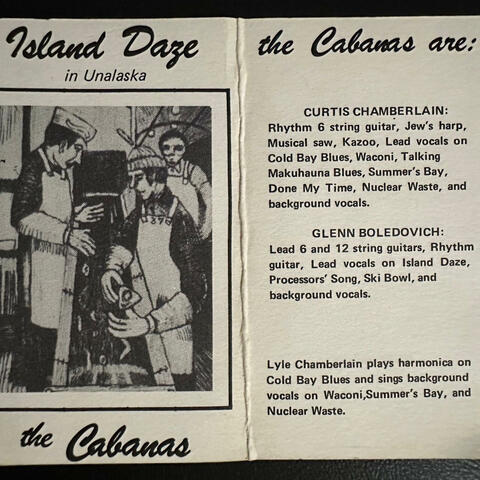 Island Daze
in Unalaska
the Cabanas
the Cabanas are:
CURTIS CHAMBERLAIN:
Rhythm 6 string guitar, Jew's harp,
Musical saw, Kazoo, Lead vocals on
Cold Bay Blues, Waconi, Talking
Makuhauna Blues, Summer's Bay,
Done My Time, Nuclear Waste, and
background vocals.
GLENN BOLEDOVICH:
Lead 6 and 12 string guitars, Rhythm
guitar, Lead vocals on Island Daze,
Processors' Song, Ski Bowl, and
background vocals.
Lyle Chamberlain plays harmonica on
Cold Bay Blues and sings background
vocals on Waconi,Summer's Bay, and
Nuclear Waste.